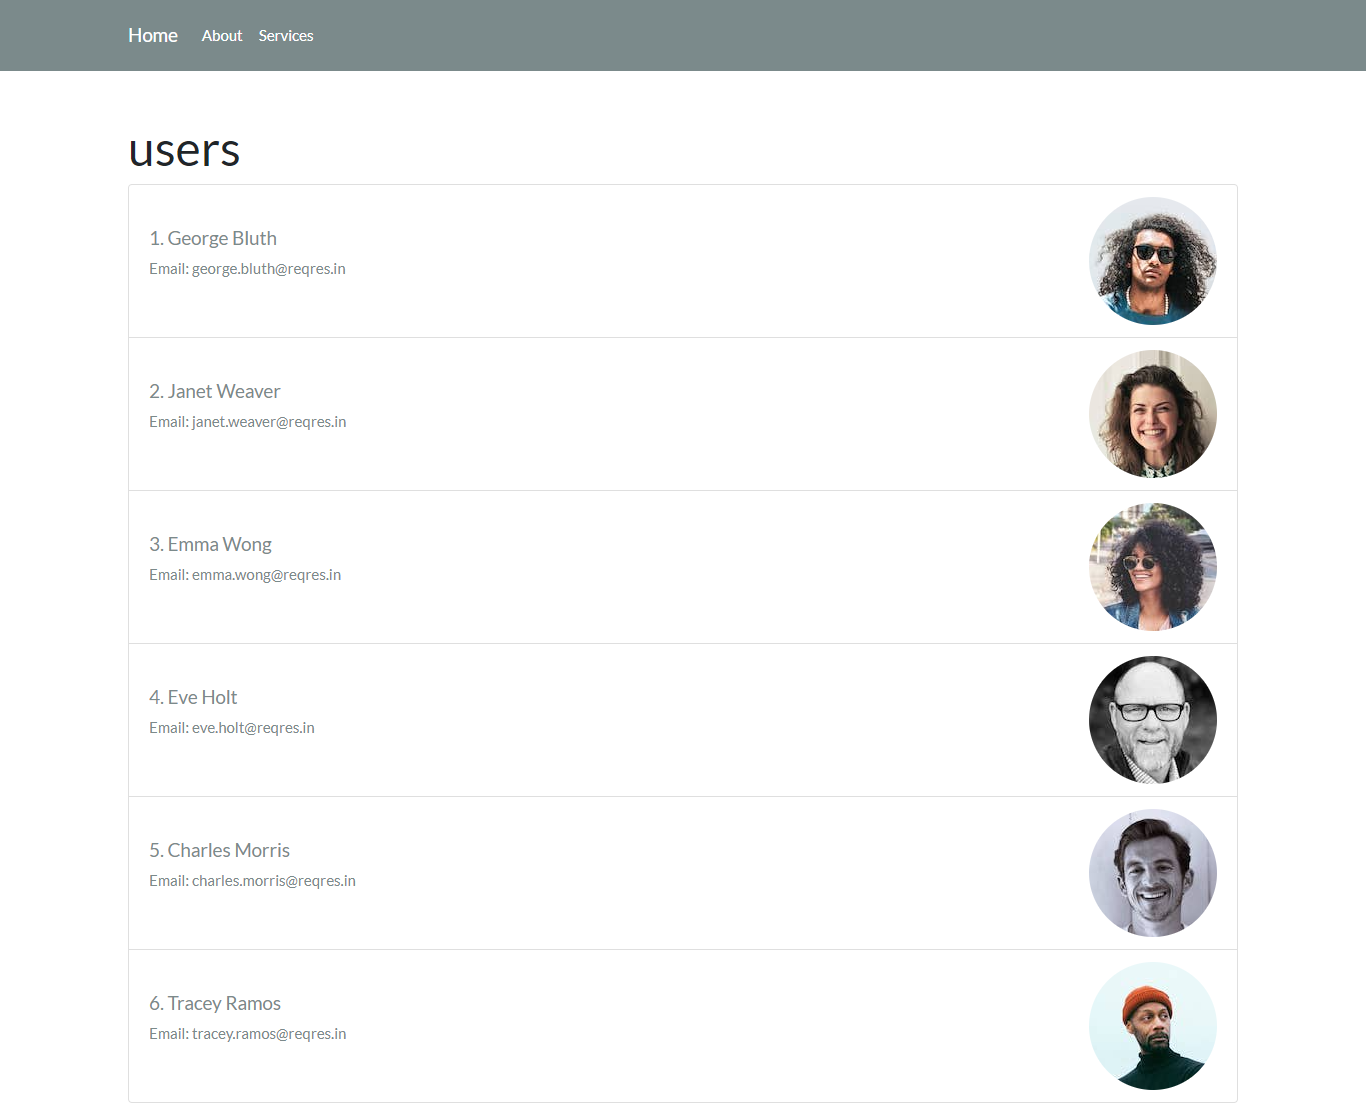 Home About Services
users
1. George Bluth
Email: george.bluth@reqres.in
2. Janet Weaver
Email: janet.weaver@reqres.in
3. Emma Wong
Email: emma.wong@reqres.in
4. Eve Holt
Email: eve.holt@reqres.in
5. Charles Morris
Email: charles.morris@reqres.in
6. Tracey Ramos
Email: tracey.ramos@reqres.in